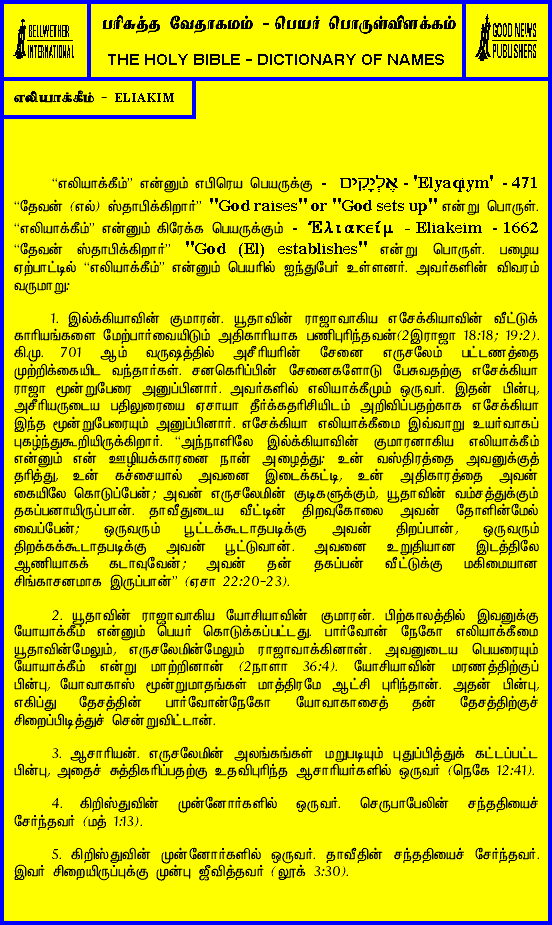 BELLWETHER
INTERNATIONAL
பரிசுத்த வேதாகமம் - பெயர் பொருள்விளக்கம்
THE HOLY BIBLE - DICTIONARY OF NAMES
GOOD NEWS
PUBLISHERS
எலியாக்கீம் - ELIAKIM
“எலியாக்கீம்” என்னும் எபிரெய பெயருக்கு - אֶלְיָקִים - 'Elyaqiym' - 471
“தேவன் (எல்) ஸ்தாபிக்கிறார்” "God raises" or "God sets up" என்று பொருள்.
“எலியாக்கீம்” என்னும் கிரேக்க பெயருக்கும் - Ἐλιακείμ - Eliakeim - 1662
“தேவன் ஸ்தாபிக்கிறார்” "God (El) establishes" என்று பொருள். பழைய
ஏற்பாட்டில் “எலியாக்கீம்” என்னும் பெயரில் ஐந்துபேர் உள்ளனர். அவர்களின் விவரம்
வருமாறு:
1. இல்க்கியாவின் குமாரன். யூதாவின் ராஜாவாகிய எசேக்கியாவின் வீட்டுக்
காரியங்களை மேற்பார்வையிடும் அதிகாரியாக பணிபுரிந்தவன்(2இராஜா 18:18; 19:2).
கி.மு. 701 ஆம் வருஷத்தில் அசீரியரின் சேனை எருசலேம் பட்டணத்தை
முற்றிக்கையிட வந்தார்கள். சனகெரிப்பின் சேனைகளோடு பேசுவதற்கு எசேக்கியா
ராஜா மூன்றுபேரை அனுப்பினார். அவர்களில் எலியாக்கீமும் ஒருவர். இதன் பின்பு,
அசீரியருடைய பதிலுரையை ஏசாயா தீர்க்கதரிசியிடம் அறிவிப்பதற்காக எசேக்கியா
இந்த மூன்றுபேரையும் அனுப்பினார். எசேக்கியா எலியாக்கீமை இவ்வாறு உயர்வாகப்
புகழ்ந்துகூறியிருக்கிறார். “அந்நாளிலே இல்க்கியாவின் குமாரனாகிய எலியாக்கீம்
என்னும் என் ஊழியக்காரனை நான் அழைத்து: உன் வஸ்திரத்தை அவனுக்குத்
தரித்து, உன் கச்சையால் அவனை இடைக்கட்டி, உன் அதிகாரத்தை அவன்
கையிலே கொடுப்பேன்; அவன் எருசலேமின் குடிகளுக்கும், யூதாவின் வம்சத்துக்கும்
தகப்பனாயிருப்பான். தாவீதுடைய வீட்டின் திறவுகோலை அவன் தோளின்மேல்
வைப்பேன்; ஒருவரும் பூட்டக்கூடாதபடிக்கு அவன் திறப்பான், ஒருவரும்
திறக்கக்கூடாதபடிக்கு அவன் பூட்டுவான். அவனை உறுதியான இடத்திலே
ஆணியாகக் கடாவுவேன்; அவன் தன் தகப்பன் வீட்டுக்கு மகிமையான
சிங்காசனமாக இருப்பான்” (ஏசா 22:20-23).
2. யூதாவின் ராஜாவாகிய யோசியாவின் குமாரன். பிற்காலத்தில் இவனுக்கு
யோயாக்கீம் என்னும் பெயர் கொடுக்கப்பட்டது. பார்வோன் நேகோ எலியாக்கீமை
யூதாவின்மேலும், எருசலேமின்மேலும் ராஜாவாக்கினான். அவனுடைய பெயரையும்
யோயாக்கீம் என்று மாற்றினான் (2நாளா 36:4). யோசியாவின் மரணத்திற்குப்
பின்பு, யோவாகாஸ் மூன்றுமாதங்கள் மாத்திரமே ஆட்சி புரிந்தான். அதன் பின்பு,
எகிப்து தேசத்தின் பார்வோன்நேகோ யோவாகாசைத் தன் தேசத்திற்குச்
சிறைப்பிடித்துச் சென்றுவிட்டான்.
3. ஆசாரியன். எருசலேமின் அலங்கங்கள் மறுபடியும் புதுப்பித்துக் கட்டப்பட்ட
பின்பு, அதைச் சுத்திகரிப்பதற்கு உதவிபுரிந்த ஆசாரியர்களில் ஒருவர் (நெகே 12:41).
4. கிறிஸ்துவின் முன்னோர்களில் ஒருவர். செருபாபேலின் சந்ததியைச்
சேர்ந்தவர் (மத் 1:13).
5. கிறிஸ்துவின் முன்னோர்களில் ஒருவர். தாவீதின் சந்ததியைச் சேர்ந்தவர்.
இவர் சிறையிருப்புக்கு முன்பு ஜீவித்தவர் (லூக் 3:30).